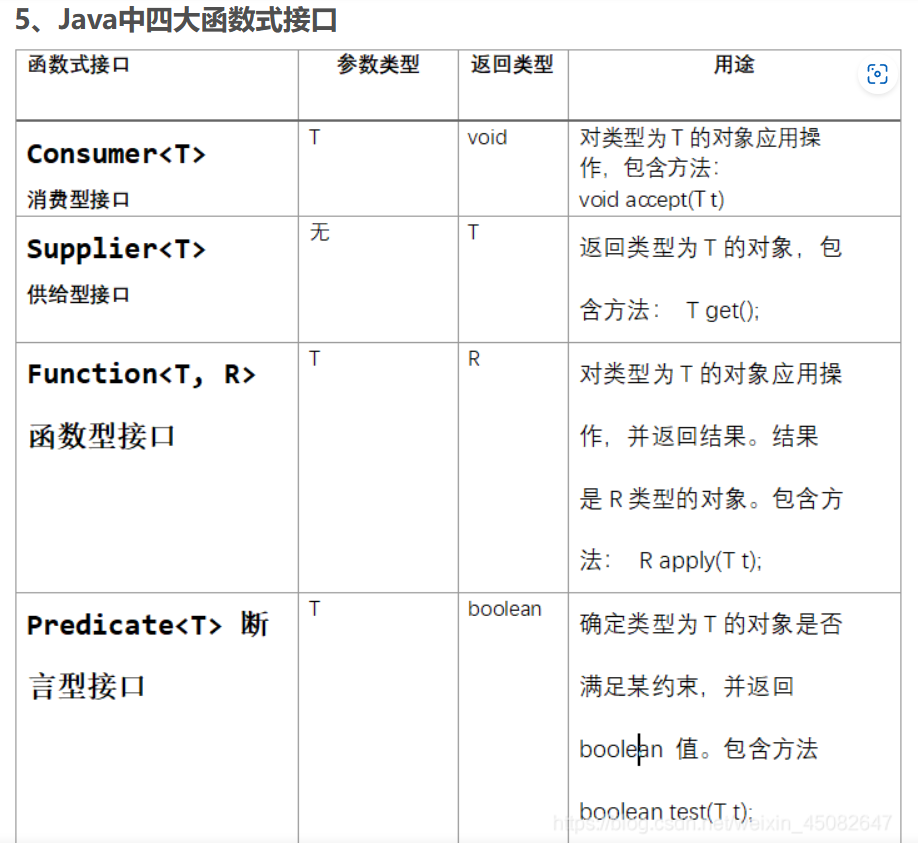 5、Java中四大函数式接口
函数式接口 参数类型 返回类型 用途
Consumer<T>
消费型接口
T
void
对类型为T的对象应用操
作，包含方法：
void accept(T t)
Supplier<T>
供给型接口
无
T
返回类型为T的对象，包
含方法： T get();
Function<T, R>
函数型接口
T
R
对类型为T的对象应用操
作，并返回结果。结果
是R类型的对象。包含方
法： R apply(T t);
Predicate<T> 断
言型接口
T
boolean
确定类型为T的对象是否
满足某约束，并返回
boolean 值。包含方法
boolean test(T t);
https://blog.csdn.net/weixin_45082647